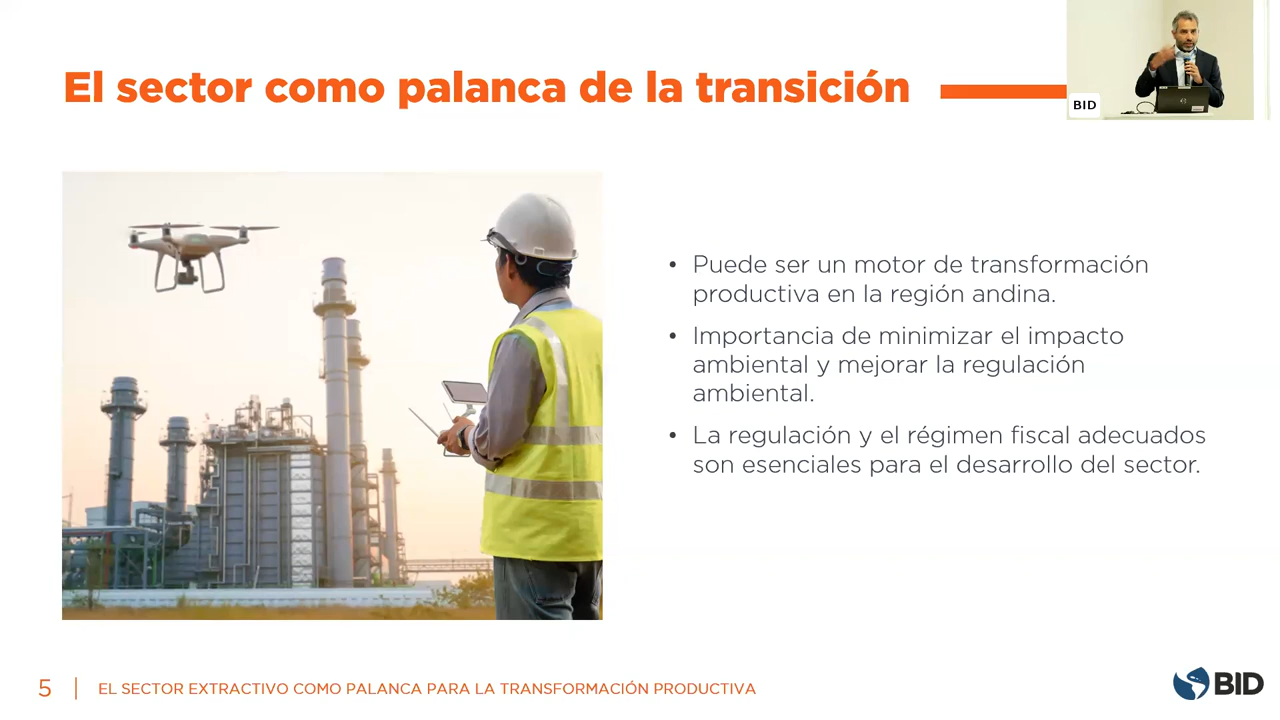 El sector como palanca de la transición
BID
• Puede ser un motor de transformación
productiva en la región andina.
• Importancia de minimizar el impacto
ambiental y mejorar la regulación
ambiental.
• La regulación y el régimen fiscal adecuados
son esenciales para el desarrollo del sector.
5 | EL SECTOR EXTRACTIVO COMO PALANCA PARA LA TRANSFORMACIÓN PRODUCTIVA
BID